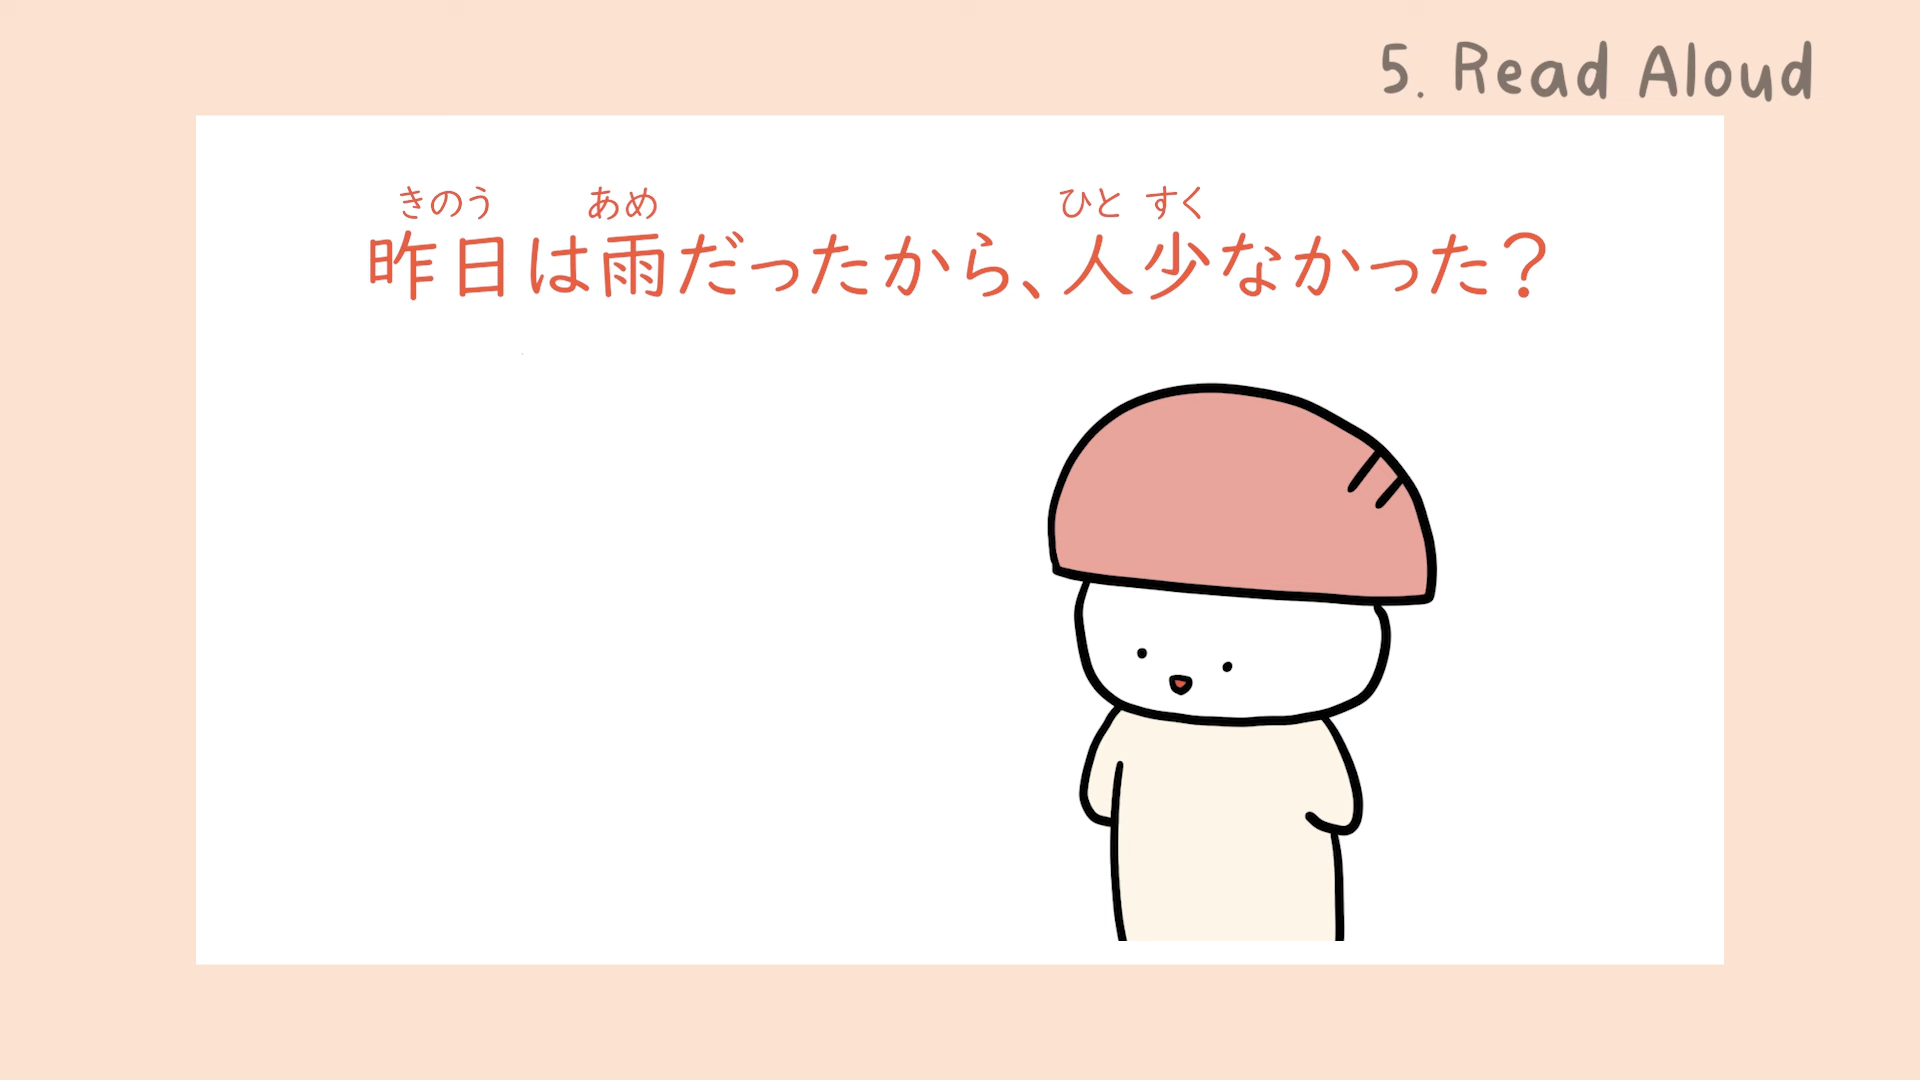 5. Read Aloud
きのう あめ ひと すく
昨日は雨だったから、人少なかった？